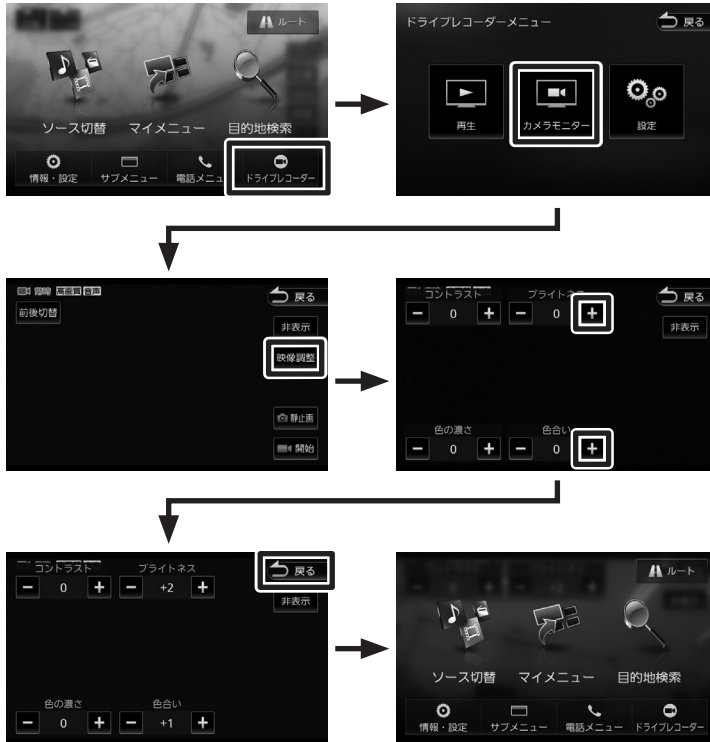 ルート
ソース切替 マイメニュー 目的地検索
情報・設定 サブメニュー 電話メニュ ドライブレコーダー
ドライブレコーダーメニュー 戻る
再生 カメラモニター 設定
常時 高画質 音声 戻る
前後切替
非表示
映像調整
静止画
開始
コントラスト ブライトネス 戻る
− 0 + − 0 +
非表示
色の濃さ 色合い
− 0 + − 0 +
コントラスト ブライトネス 戻る
− 0 + − +2 +
非表示
色の濃さ 色合い
− 0 + − +1 +
ルート
ソース切替 マイメニュー 目的地検索
情報・設定 サブメニュー 電話メニュー ドライブレコーダー